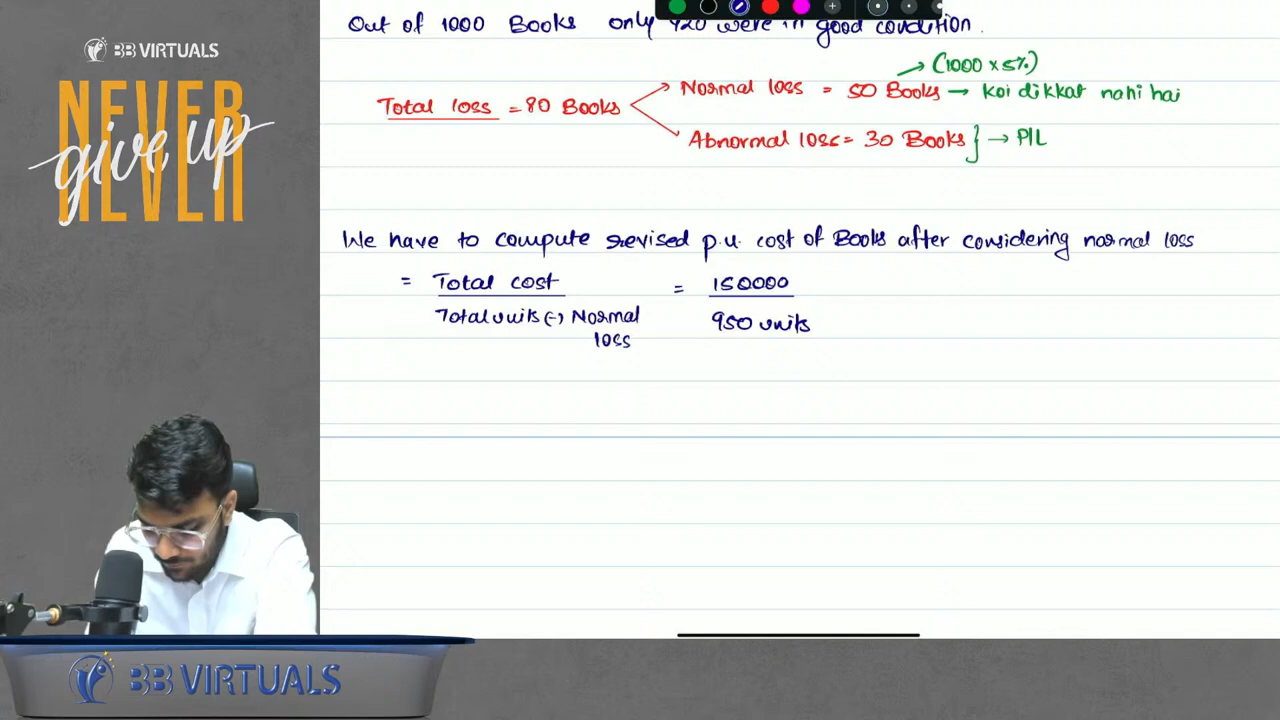 BB VIRTUALS
NEVER
give up
NEVER
Out of 1000 Books only 920 were in good condition.
Total loss = 80 Books
Normal loss = 50 Books → koi dikkat nahi hai
(1000 x 5%)
Abnormal loss = 30 Books } → P/L
We have to compute revised p.u. cost of Books after considering normal loss
= Total cost = 150000
Total units (-) Normal loss 950 units
BB VIRTUALS